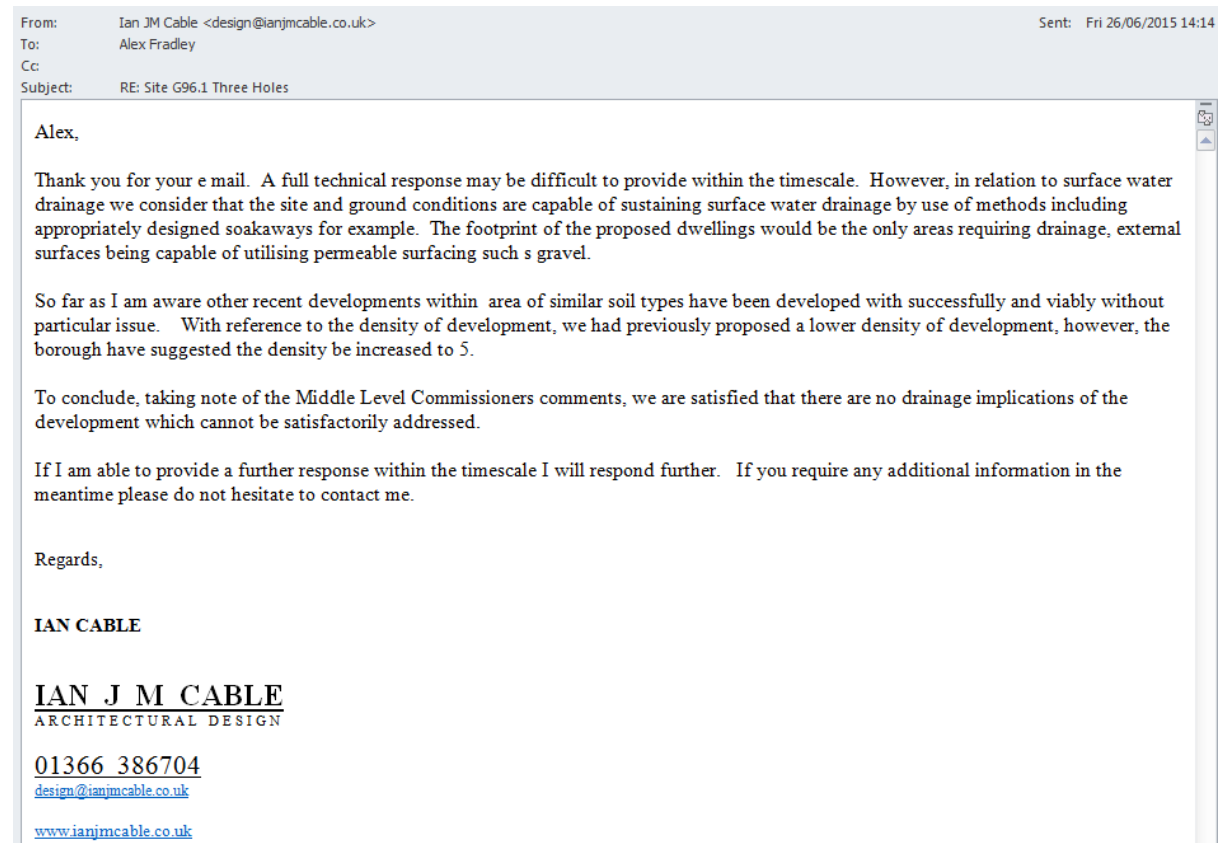 From: Ian JM Cable <design@ianjmcable.co.uk> Sent: Fri 26/06/2015 14:14
To: Alex Fradley
Cc:
Subject: RE: Site G96.1 Three Holes
Alex,
Thank you for your e mail. A full technical response may be difficult to provide within the timescale. However, in relation to surface water
drainage we consider that the site and ground conditions are capable of sustaining surface water drainage by use of methods including
appropriately designed soakaways for example. The footprint of the proposed dwellings would be the only areas requiring drainage, external
surfaces being capable of utilising permeable surfacing such s gravel.
So far as I am aware other recent developments within area of similar soil types have been developed with successfully and viably without
particular issue. With reference to the density of development, we had previously proposed a lower density of development, however, the
borough have suggested the density be increased to 5.
To conclude, taking note of the Middle Level Commissioners comments, we are satisfied that there are no drainage implications of the
development which cannot be satisfactorily addressed.
If I am able to provide a further response within the timescale I will respond further. If you require any additional information in the
meantime please do not hesitate to contact me.
Regards,
IAN CABLE
IAN J M CABLE
ARCHITECTURAL DESIGN
01366 386704
design@ianjmcable.co.uk
www.ianjmcable.co.uk